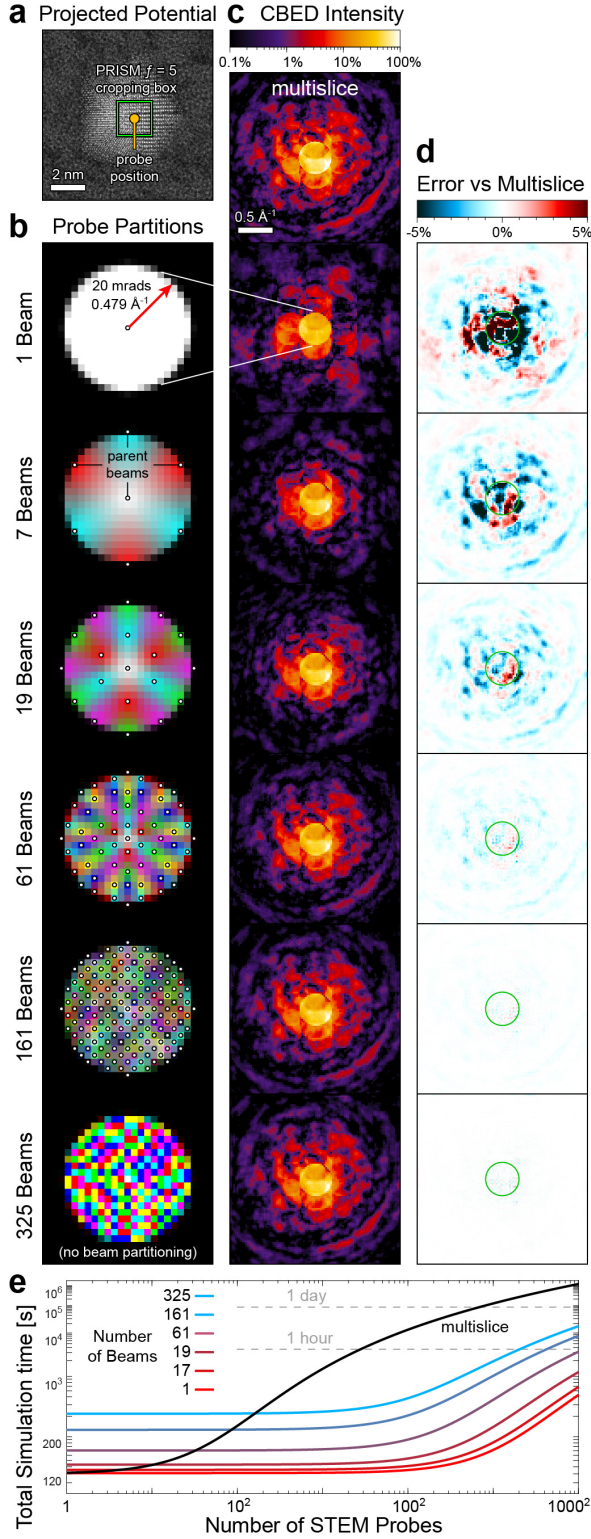 a Projected Potential
PRISM f = 5
cropping box
probe
position
2 nm
c CBED Intensity
0.1% 1% 10% 100%
multislice
0.5 Å⁻¹
d
Error vs Multislice
-5% 0% 5%
b Probe Partitions
1 Beam
20 mrads
0.479 Å⁻¹
7 Beams
parent
beams
19 Beams
61 Beams
161 Beams
325 Beams
(no beam partitioning)
e
Total Simulation time [s]
10⁶
10⁵
10⁴
10³
200
120
Number
of Beams
325
161
61
19
17
1
1 day
1 hour
multislice
1 10² 100² 1000²
Number of STEM Probes